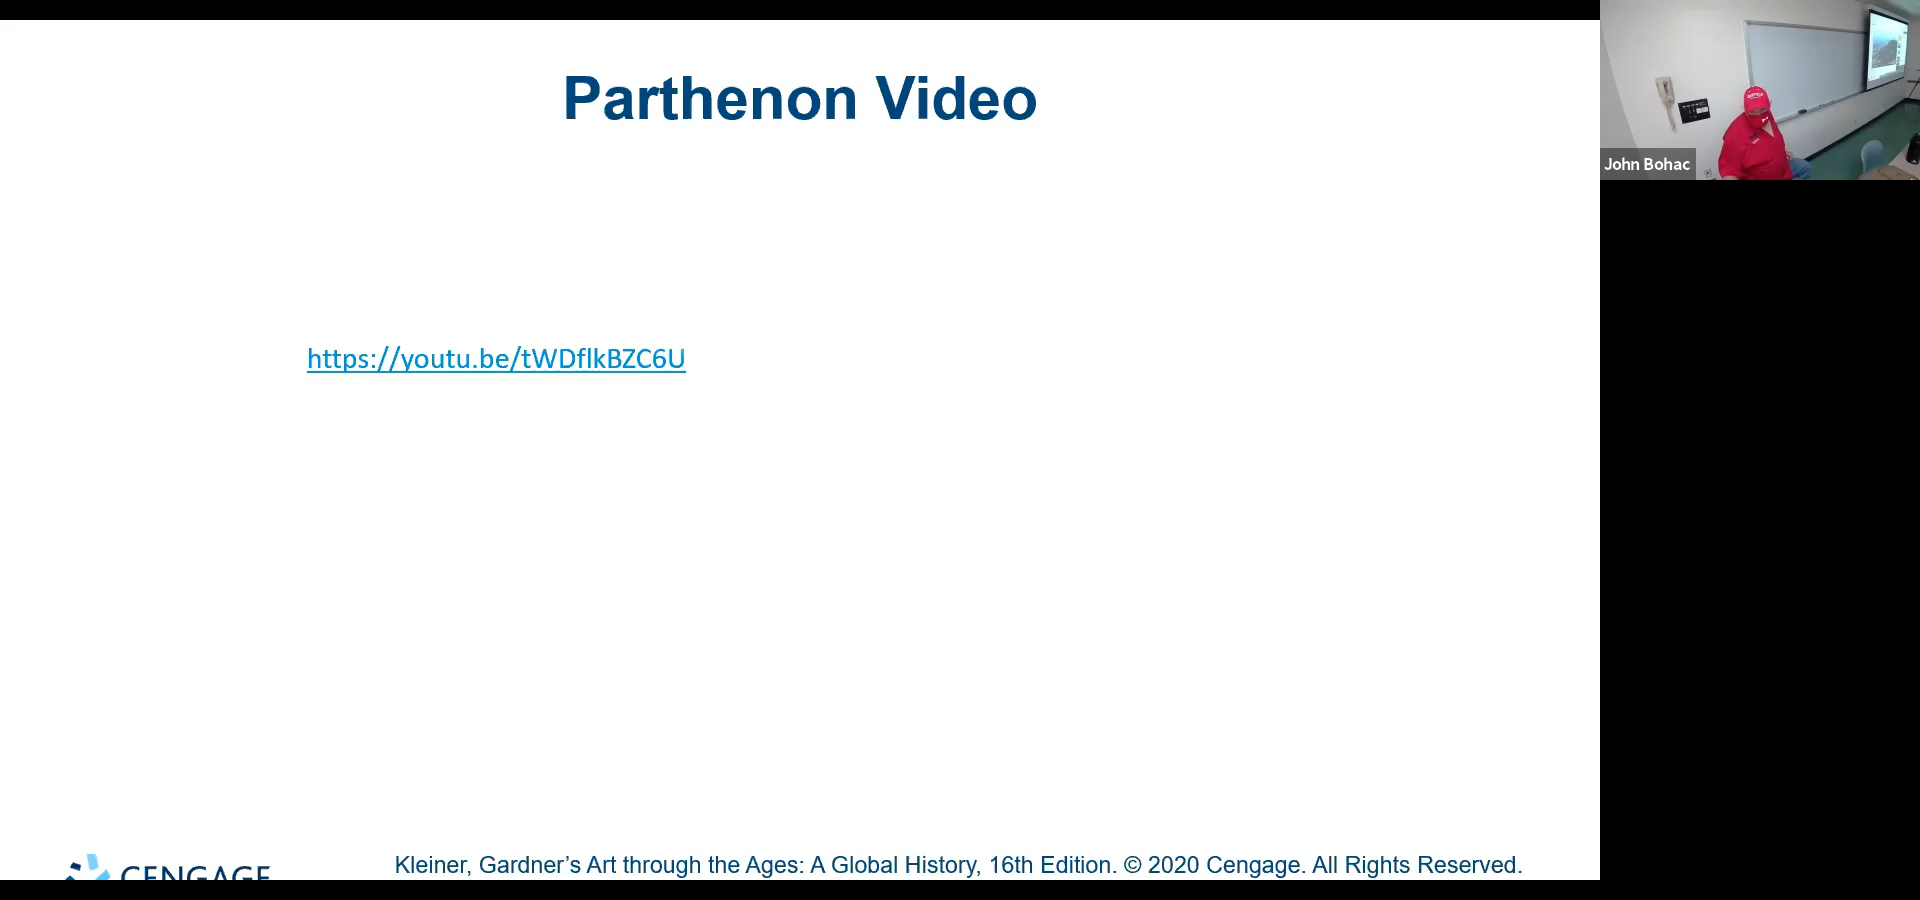 Parthenon Video
John Bohac
https://youtu.be/tWDflkBZC6U
CENGAGE
Kleiner, Gardner’s Art through the Ages: A Global History, 16th Edition. © 2020 Cengage. All Rights Reserved.